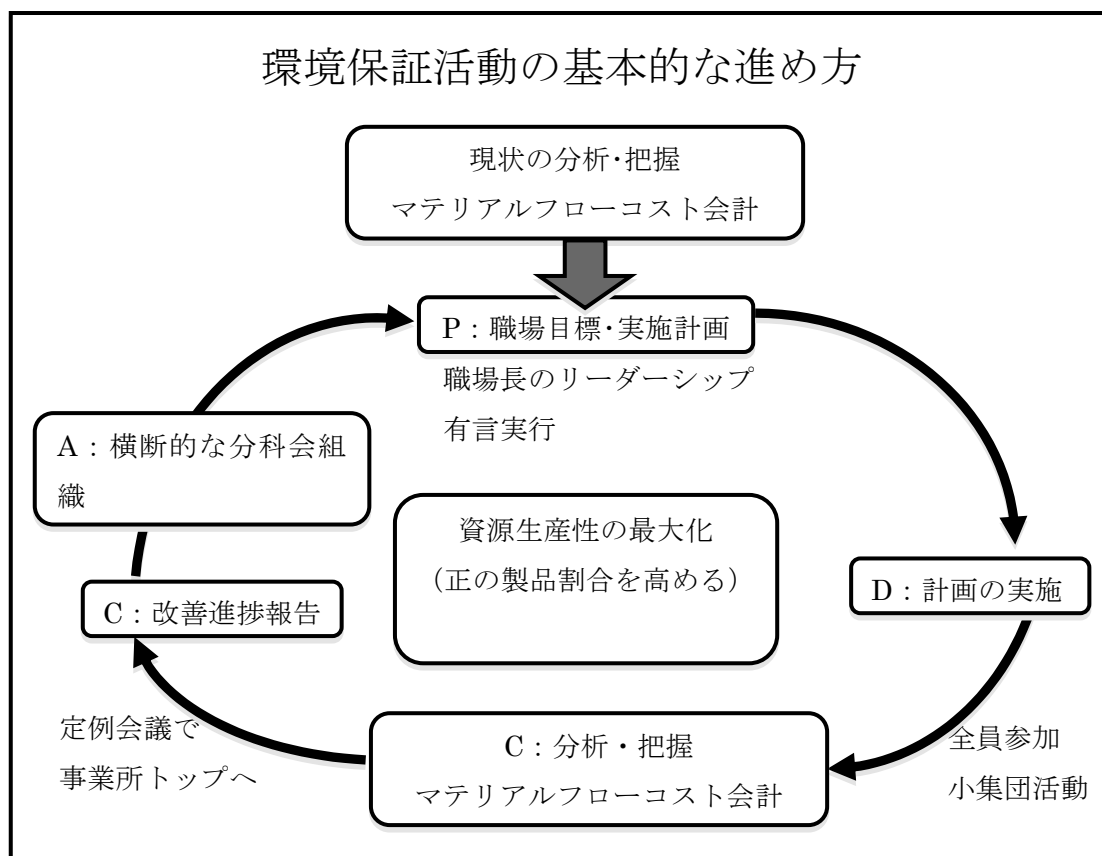 環境保証活動の基本的な進め方
現状の分析・把握
マテリアルフローコスト会計
P：職場目標・実施計画
職場長のリーダーシップ
有言実行
A：横断的な分科会組
織
資源生産性の最大化
（正の製品割合を高める）
D：計画の実施
C：改善進捗報告
定例会議で
事業所トップへ
C：分析・把握
マテリアルフローコスト会計
全員参加
小集団活動